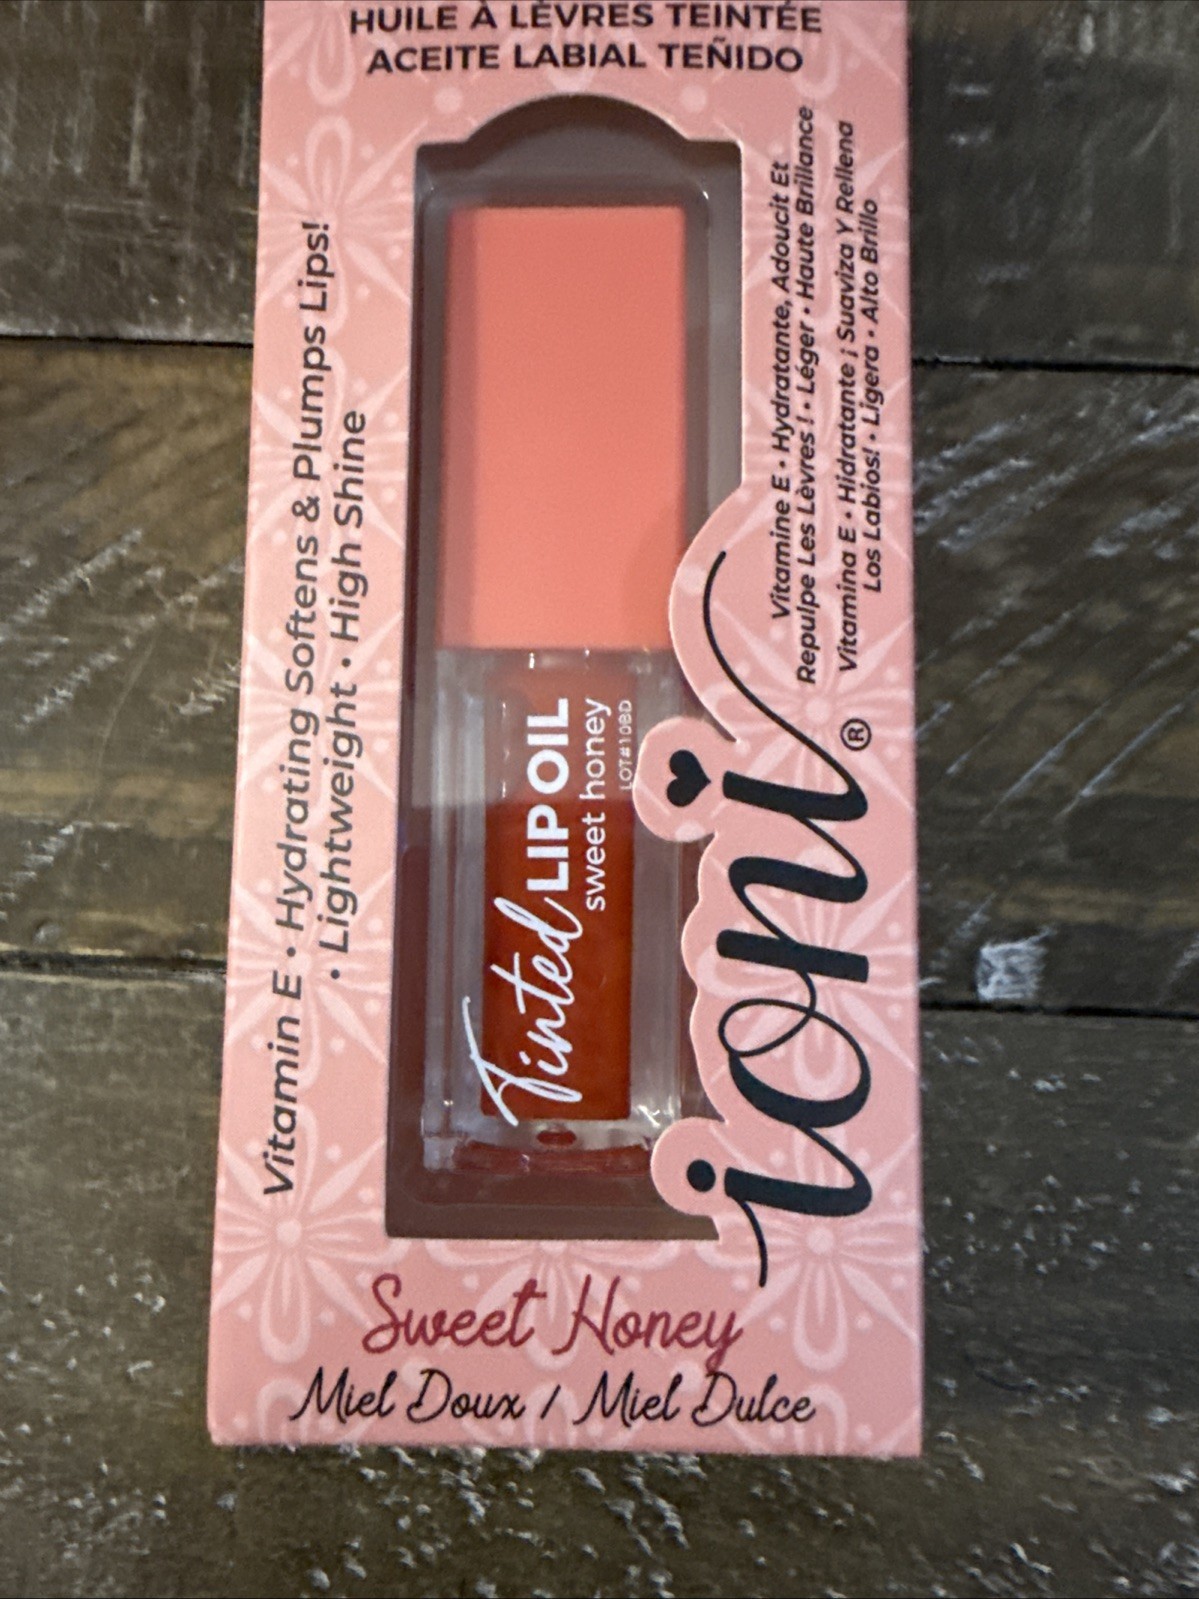 HUILE À LÈVRES TEINTÉE
ACEITE LABIAL TEÑIDO
Vitamin E • Hydrating Softens & Plumps Lips!
• Lightweight • High Shine
Tinted LIP OIL
sweet honey
LOT#108D
ioni®
Vitamine E • Hydratante, Adoucit Et
Repulpe Les Lèvres ! • Léger • Haute Brillance
Vitamina E • Hidratante ¡ Suaviza Y Rellena
Los Labios! • Ligera • Alto Brillo
Sweet Honey
Miel Doux / Miel Dulce